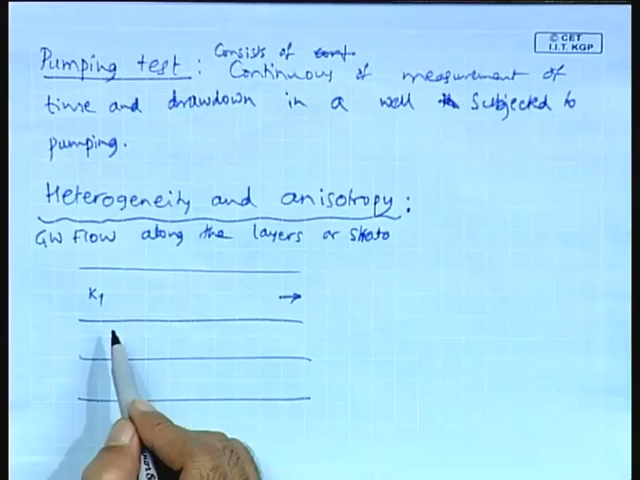 © CET
I.I.T. KGP
Consists of
Pumping test : Continuous of measurement of
time and drawdown in a well subjected to
pumping.
Heterogeneity and anisotropy :
GW Flow along the layers or Strata
K1